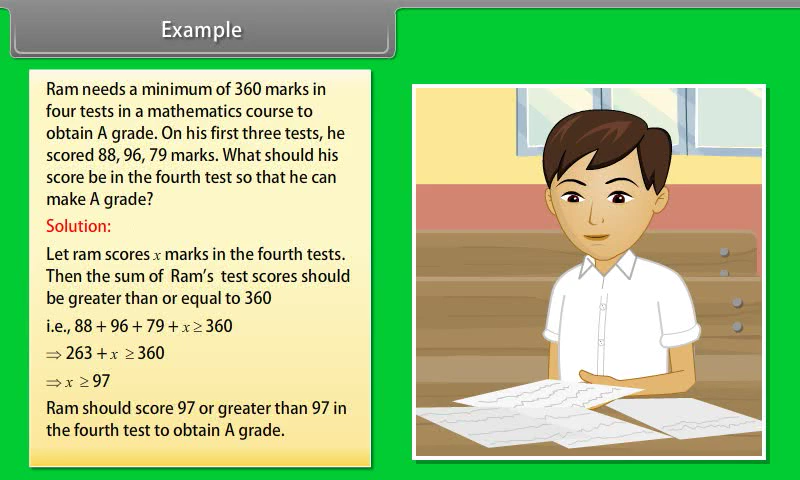 Example
Ram needs a minimum of 360 marks in
four tests in a mathematics course to
obtain A grade. On his first three tests, he
scored 88, 96, 79 marks. What should his
score be in the fourth test so that he can
make A grade?
Solution:
Let ram scores x marks in the fourth tests.
Then the sum of Ram's test scores should
be greater than or equal to 360
i.e., 88 + 96 + 79 + x ≥ 360
⇒ 263 + x ≥ 360
⇒ x ≥ 97
Ram should score 97 or greater than 97 in
the fourth test to obtain A grade.